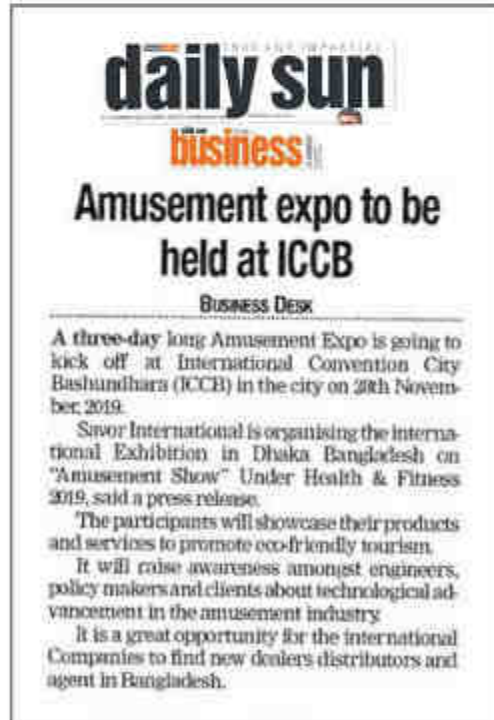 daily sun
business
Amusement expo to be
held at ICCB
BUSINESS DESK
A three-day long Amusement Expo is going to
kick off at International Convention City
Bashundhara (ICCB) in the city on Novem-
ber, 2019.
Savor International is organising the interna-
tional Exhibition in Dhaka Bangladesh on
"Amusement Show" Under Health & Fitness
2019, said a press release.
The participants will showcase their products
and services to promote eco-friendly tourism.
It will raise awareness amongst engineers,
policy makers and clients about technological ad-
vancement in the amusement industry.
It is a great opportunity for the international
Companies to find new dealers distributors and
agent in Bangladesh.